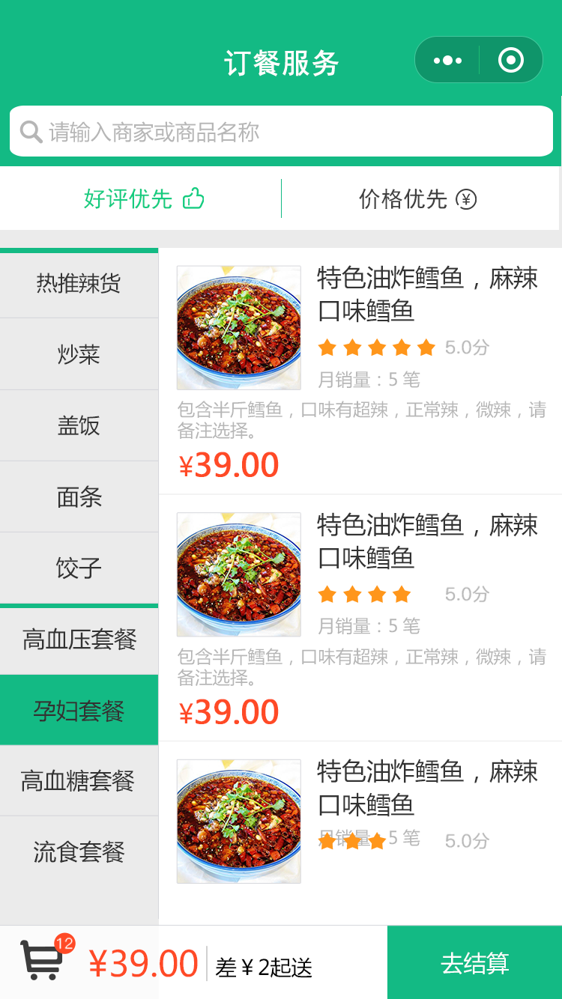 订餐服务
请输入商家或商品名称
好评优先
价格优先 ¥
热推辣货
炒菜
盖饭
面条
饺子
高血压套餐
孕妇套餐
高血糖套餐
流食套餐
特色油炸鳕鱼，麻辣
口味鳕鱼
5.0分
月销量：5 笔
包含半斤鳕鱼，口味有超辣，正常辣，微辣，请
备注选择。
¥39.00
特色油炸鳕鱼，麻辣
口味鳕鱼
5.0分
月销量：5 笔
包含半斤鳕鱼，口味有超辣，正常辣，微辣，请
备注选择。
¥39.00
特色油炸鳕鱼，麻辣
口味鳕鱼
月销量：5 笔 5.0分
12
¥39.00 差￥2起送
去结算